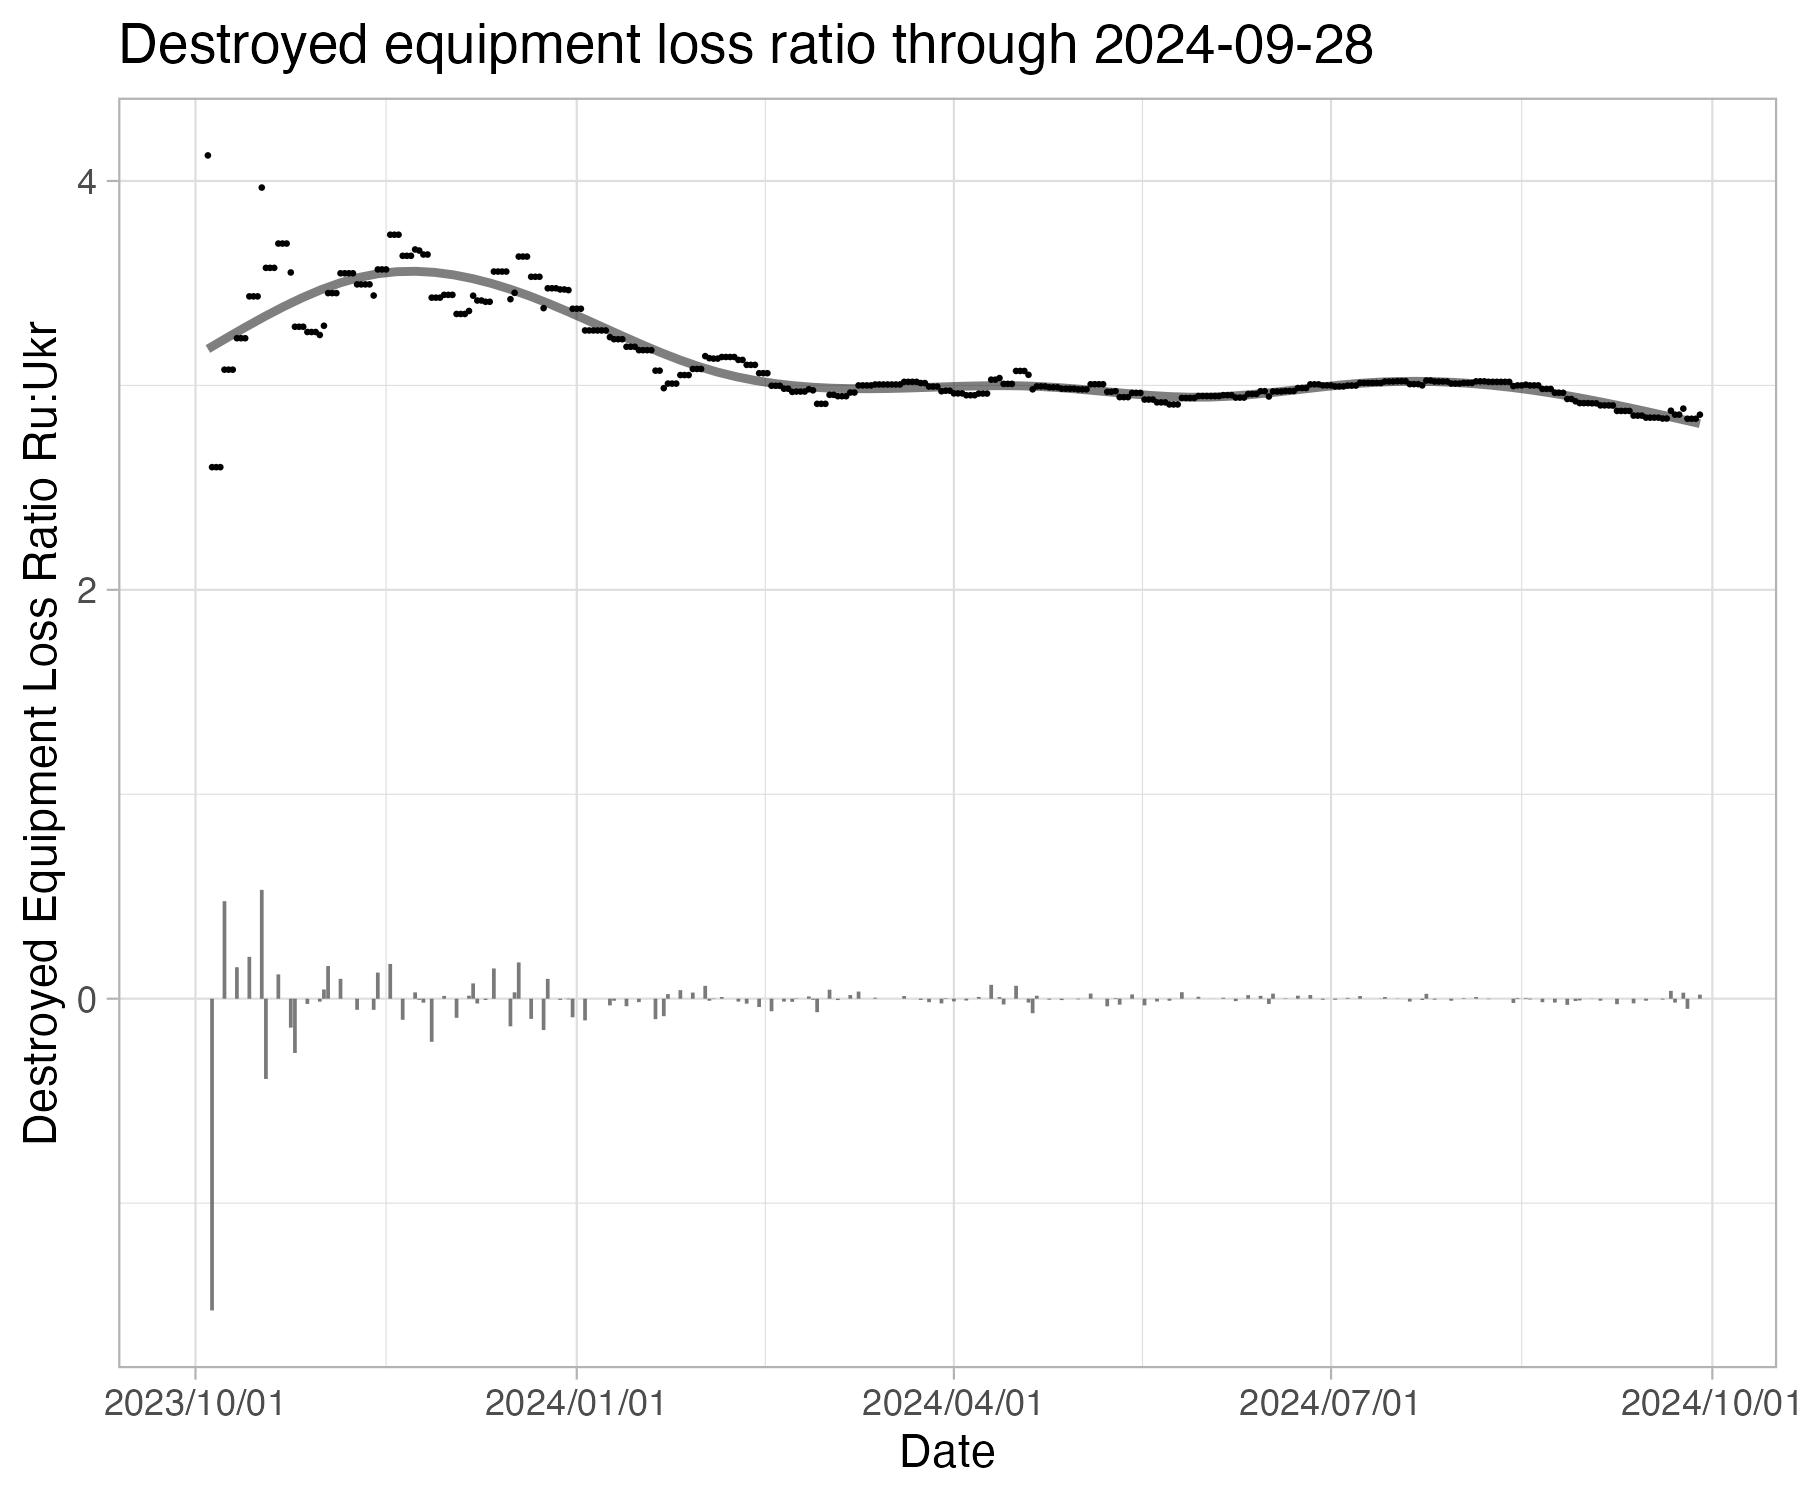 Destroyed equipment loss ratio through 2024-09-28
Destroyed Equipment Loss Ratio Ru:Ukr
4
2
0
2023/10/01
2024/01/01
2024/04/01
2024/07/01
2024/10/01
Date